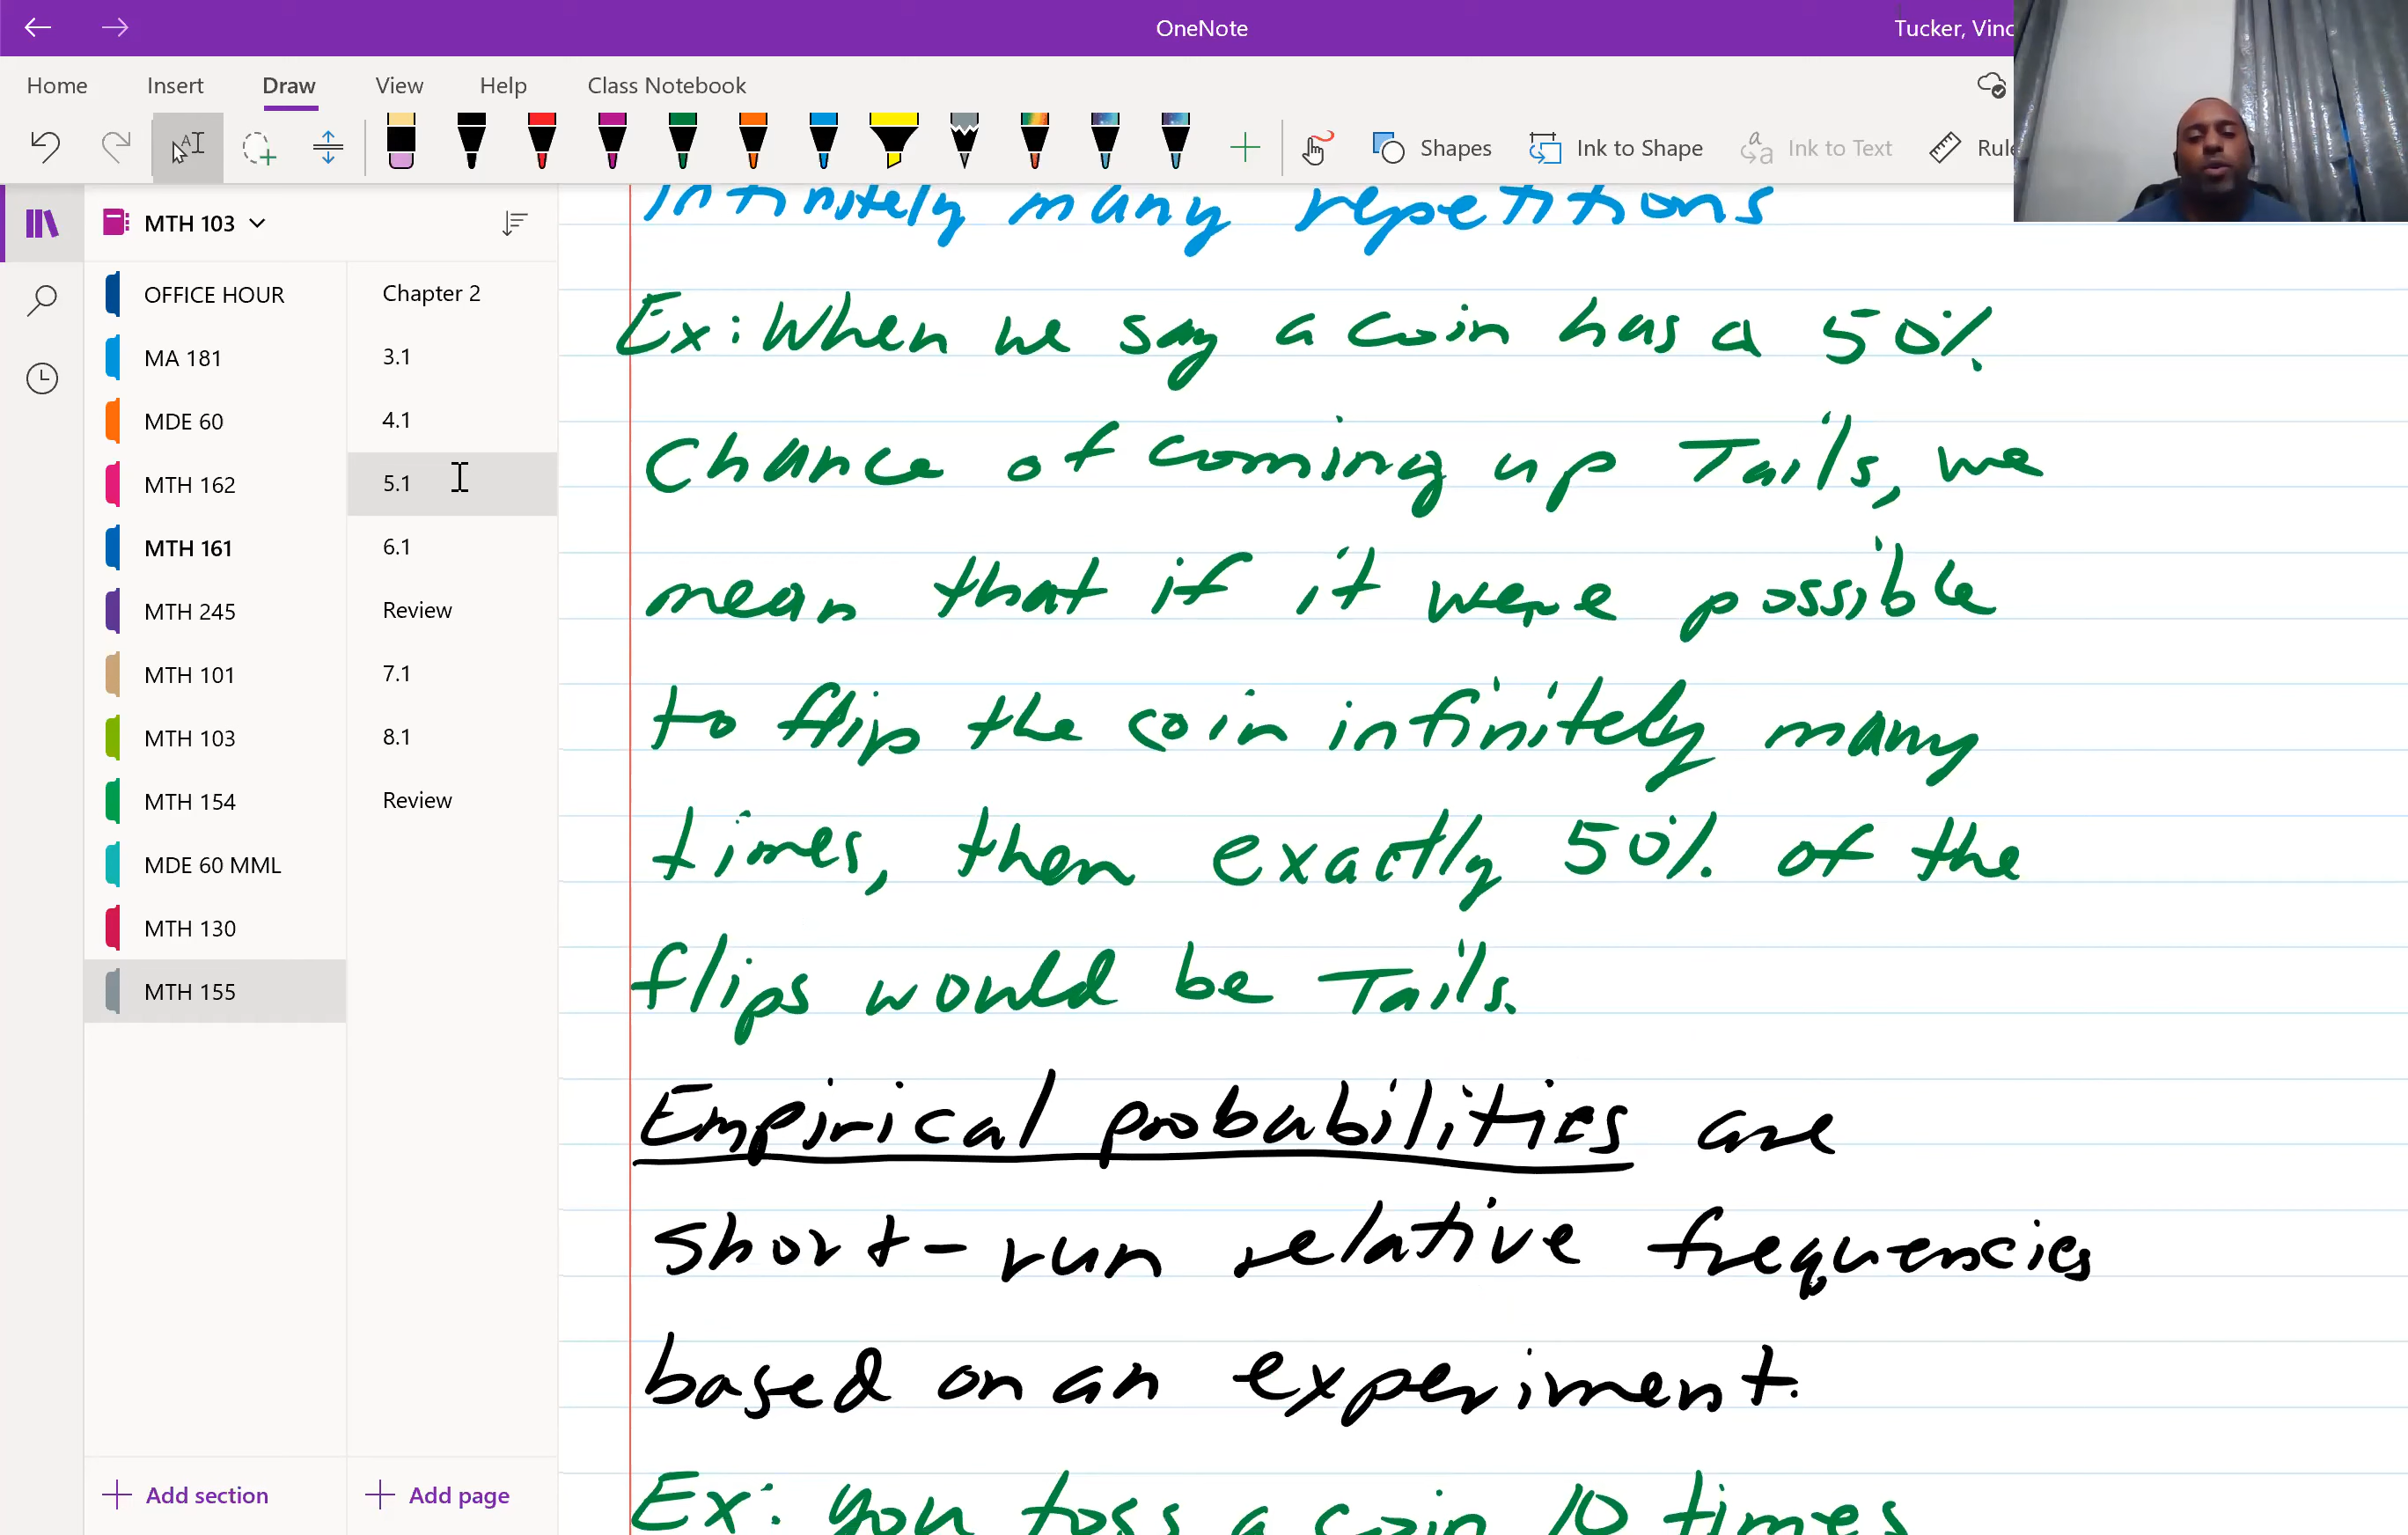 OneNote
Tucker, Vinc
Home Insert Draw View Help Class Notebook
Shapes Ink to Shape Ink to Text Rule
MTH 103
OFFICE HOUR
MA 181
MDE 60
MTH 162
MTH 161
MTH 245
MTH 101
MTH 103
MTH 154
MDE 60 MML
MTH 130
MTH 155
Add section
Chapter 2
3.1
4.1
5.1
6.1
Review
7.1
8.1
Review
Add page
infinitely many repetitions
Ex: When we say a coin has a 50%
chance of coming up Tails, we
mean that if it were possible
to flip the coin infinitely many
times, then exactly 50% of the
flips would be Tails.
Empirical probabilities are
short-run relative frequencies
based on an experiment.
Ex: you toss a coin 10 times